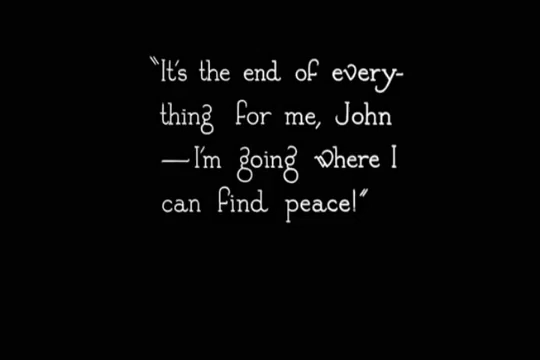 "It's the end of every-
thing for me, John
—I'm going where I
can find peace!"